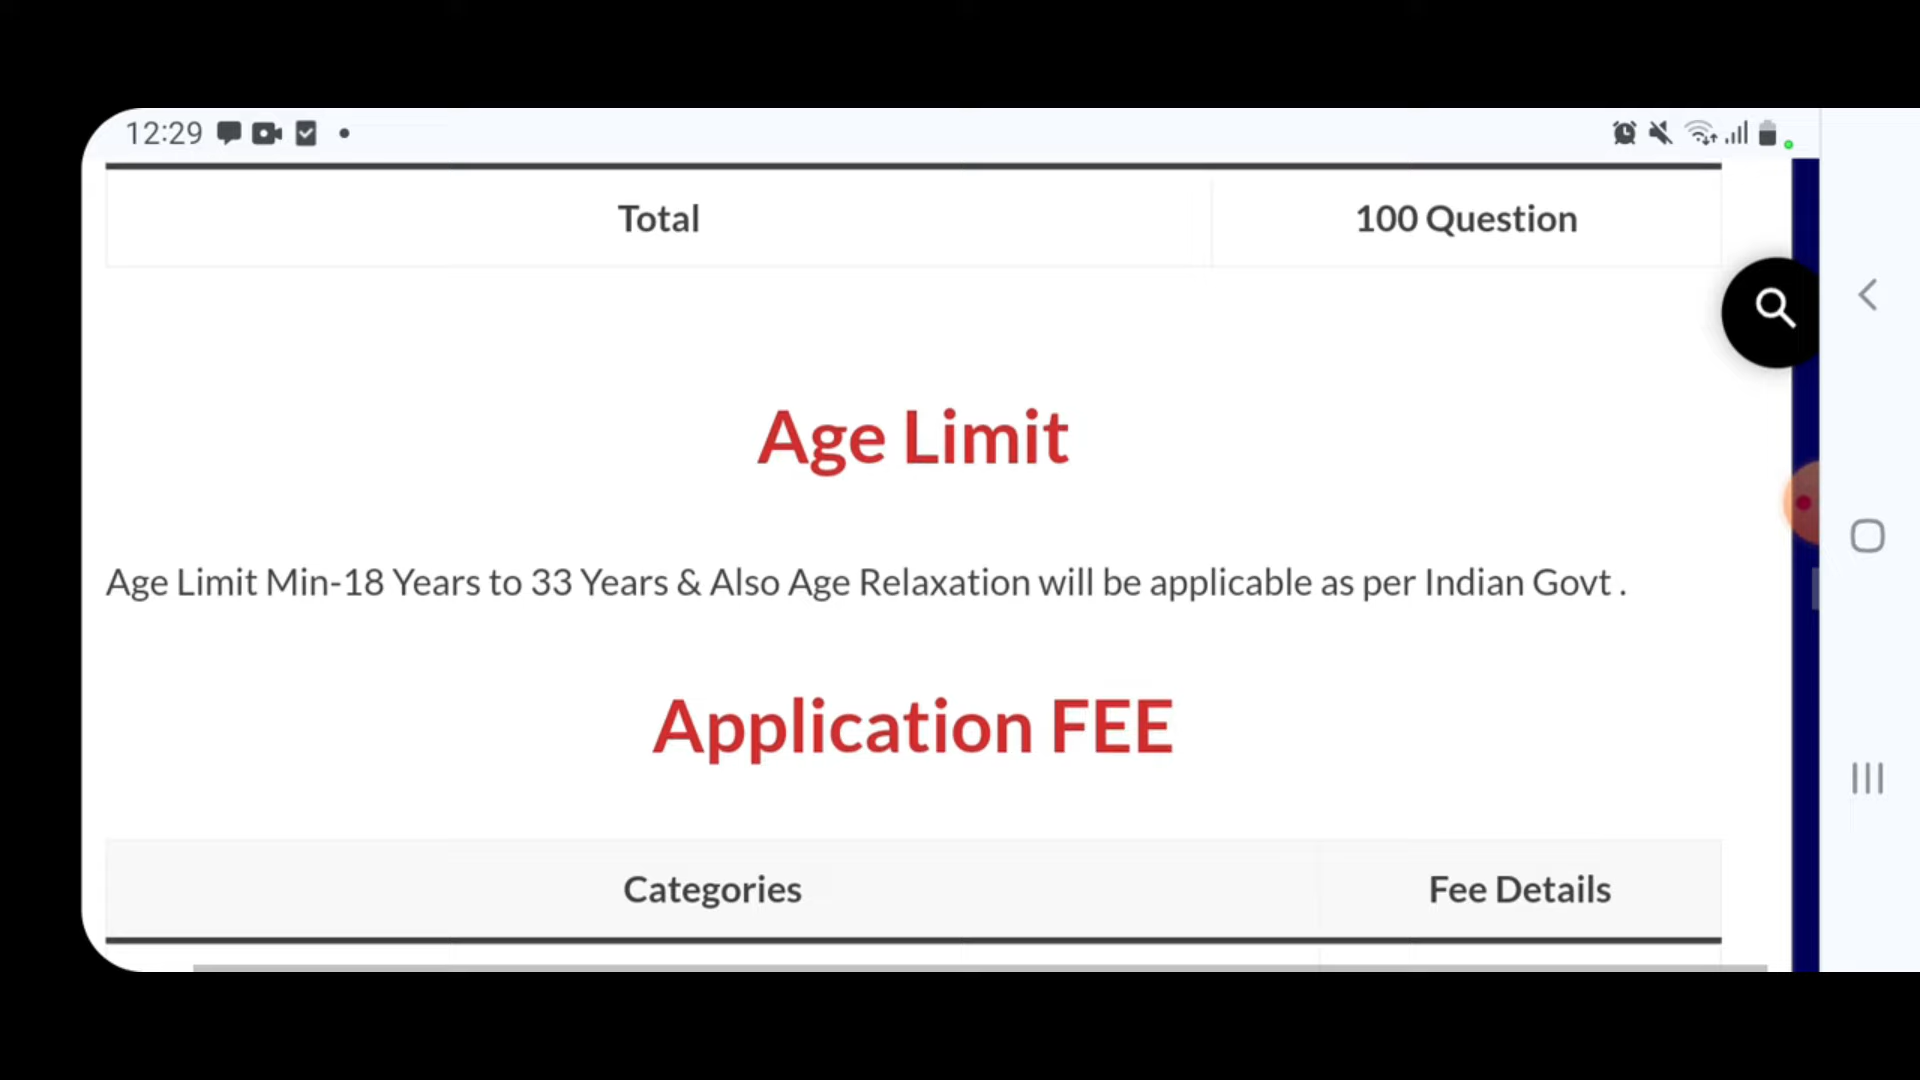 12:29
Total 100 Question
Age Limit
Age Limit Min-18 Years to 33 Years & Also Age Relaxation will be applicable as per Indian Govt .
Application FEE
Categories Fee Details